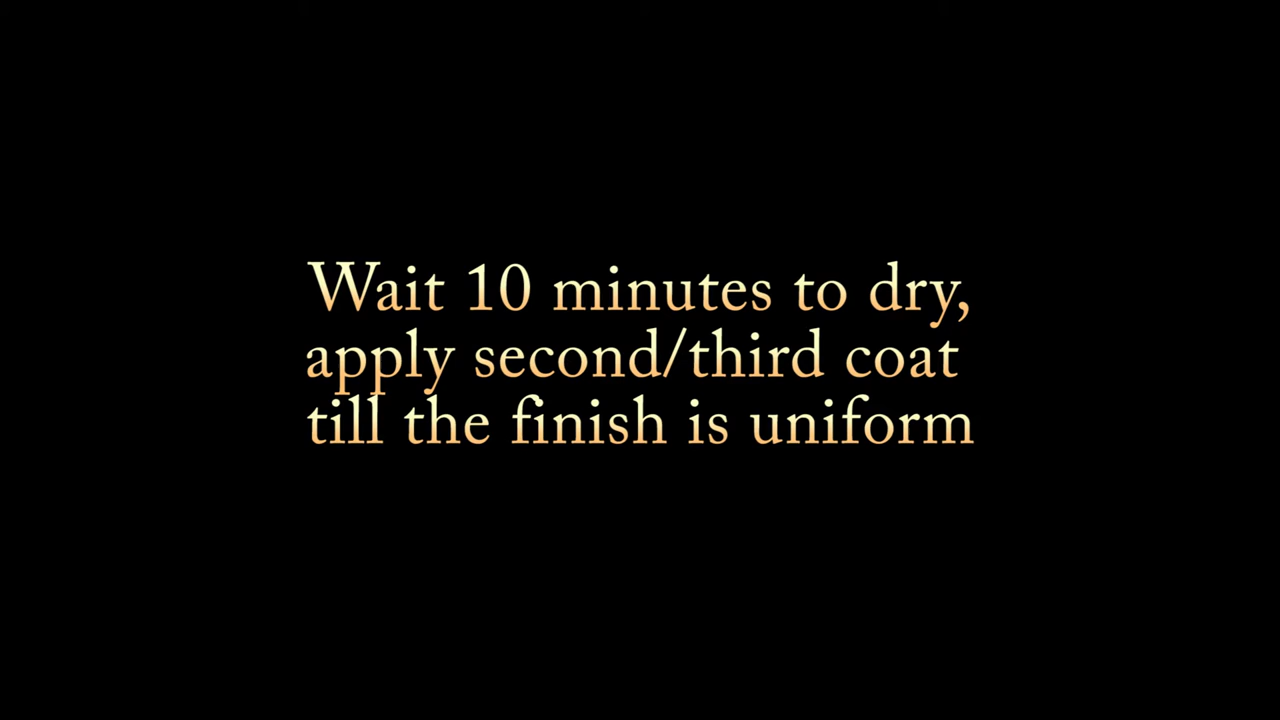 Wait 10 minutes to dry,
apply second/third coat
till the finish is uniform